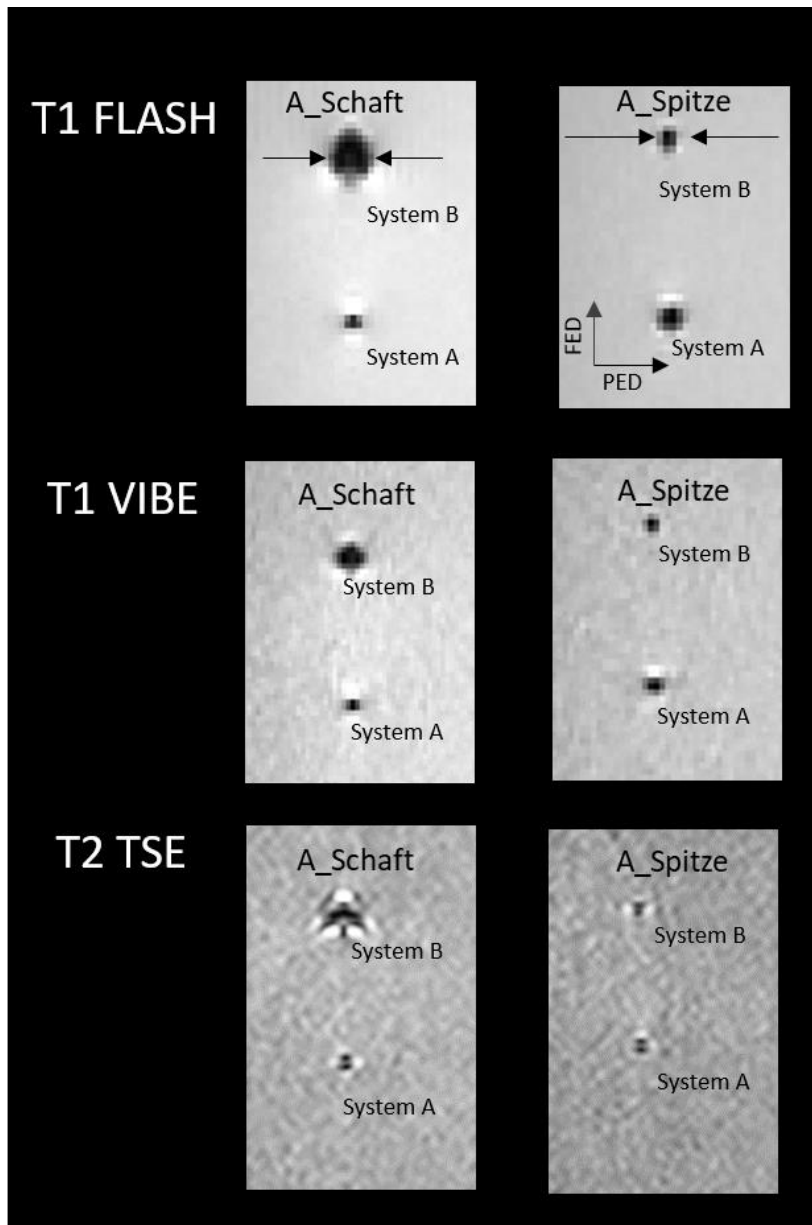 T1 FLASH
A_Schaft
System B
System A
A_Spitze
System B
System A
FED
PED
T1 VIBE
A_Schaft
System B
System A
A_Spitze
System B
System A
T2 TSE
A_Schaft
System B
System A
A_Spitze
System B
System A